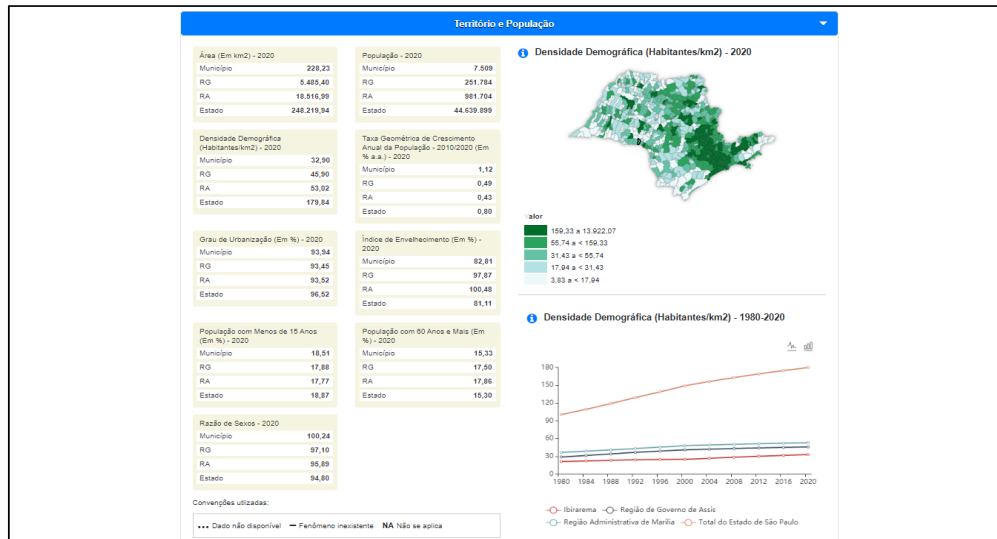 Território e População
Área (Em km2) - 2020
Município 228,23
RG 5.485,40
RA 18.516,99
Estado 248.219,94
População - 2020
Município 7.509
RG 251.784
RA 981.704
Estado 44.639.899
Densidade Demográfica
(Habitantes/km2) - 2020
Município 32,90
RG 45,90
RA 53,02
Estado 179,84
Taxa Geométrica de Crescimento
Anual da População - 2010/2020 (Em
% a.a.) - 2020
Município 1,12
RG 0,49
RA 0,43
Estado 0,80
Grau de Urbanização (Em %) - 2020
Município 93,94
RG 93,45
RA 93,52
Estado 96,52
Índice de Envelhecimento (Em %) -
2020
Município 82,81
RG 97,87
RA 100,48
Estado 81,11
População com Menos de 15 Anos
(Em %) - 2020
Município 18,51
RG 17,88
RA 17,77
Estado 18,87
População com 60 Anos e Mais (Em
%) - 2020
Município 15,33
RG 17,50
RA 17,86
Estado 15,30
Razão de Sexos - 2020
Município 100,24
RG 97,10
RA 95,89
Estado 94,80
Convenções utlizadas:
... Dado não disponível — Fenômeno inexistente NA Não se aplica
Densidade Demográfica (Habitantes/km2) - 2020
Valor
159,33 a 13.922,07
55,74 a < 159,33
31,43 a < 55,74
17,94 a < 31,43
3,83 a < 17,94
Densidade Demográfica (Habitantes/km2) - 1980-2020
180
150
120
90
60
30
0
1980 1984 1988 1992 1996 2000 2004 2008 2012 2016 2020
Ibirarema Região de Governo de Assis
Região Administrativa de Marília Total do Estado de São Paulo